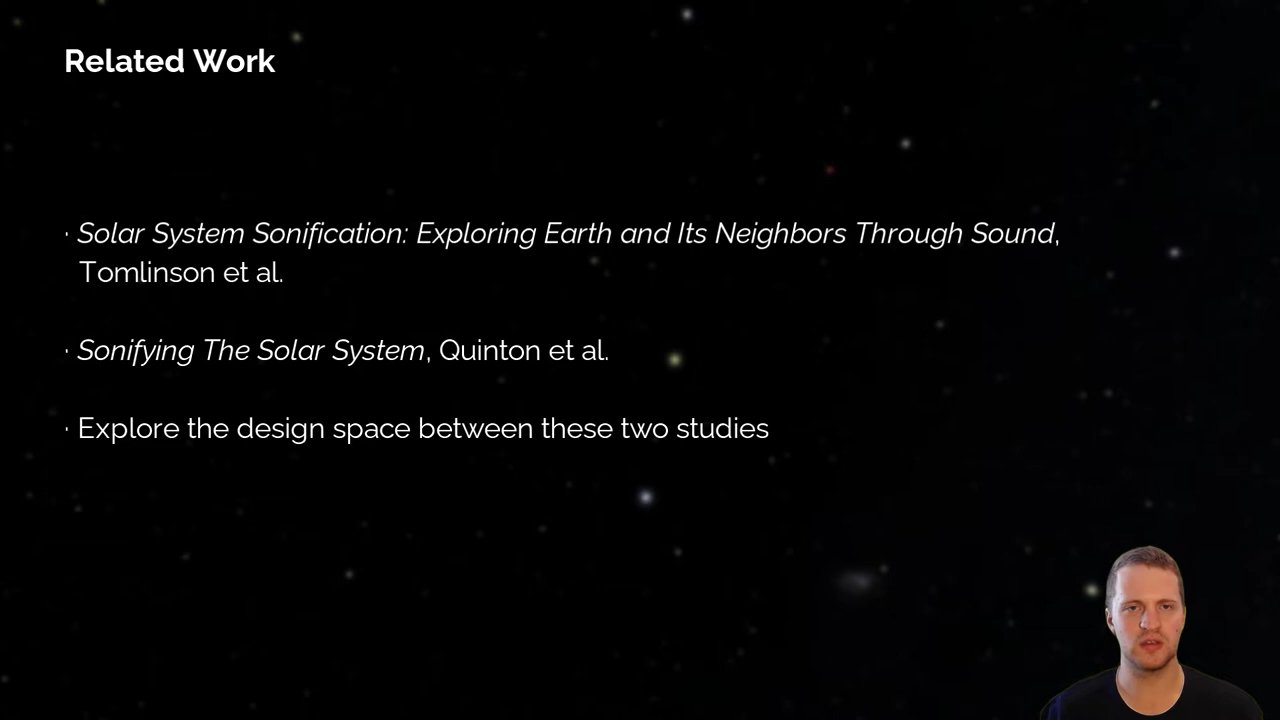 Related Work
· Solar System Sonification: Exploring Earth and Its Neighbors Through Sound,
Tomlinson et al.
· Sonifying The Solar System, Quinton et al.
· Explore the design space between these two studies